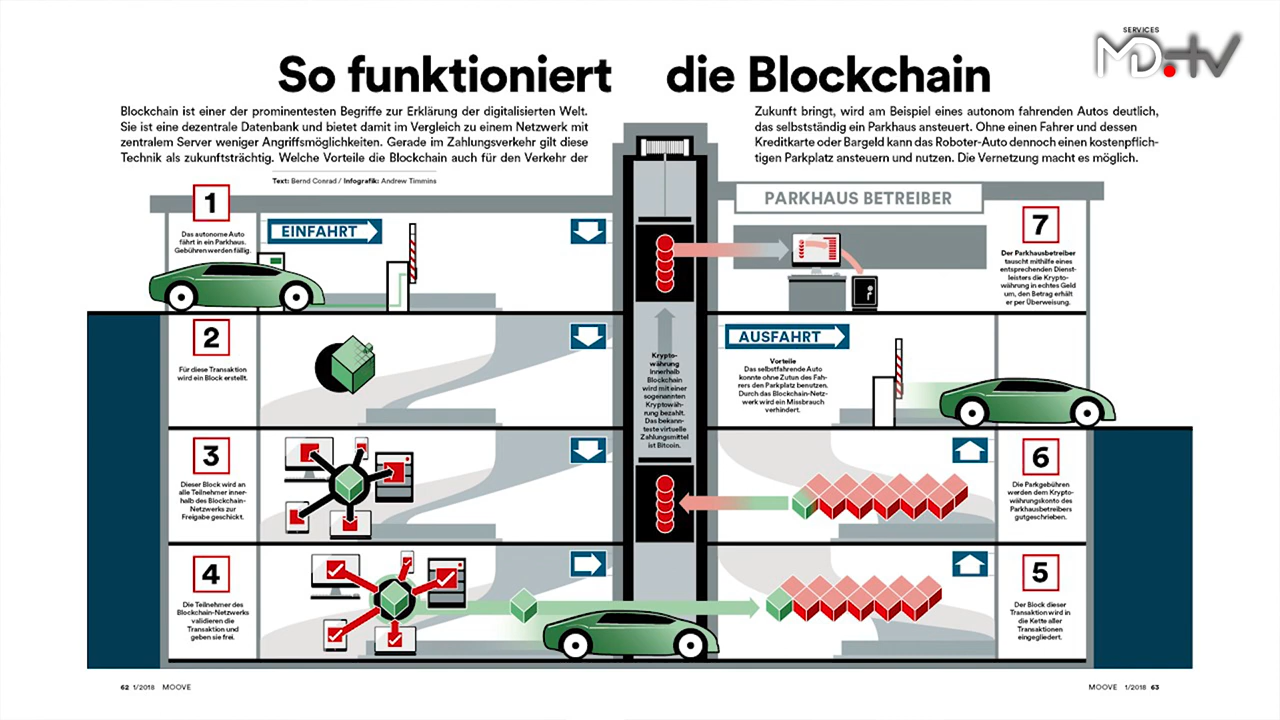 SERVICES
MD.tv
So funktioniert die Blockchain
Blockchain ist einer der prominentesten Begriffe zur Erklärung der digitalisierten Welt.
Sie ist eine dezentrale Datenbank und bietet damit im Vergleich zu einem Netzwerk mit
zentralem Server weniger Angriffsmöglichkeiten. Gerade im Zahlungsverkehr gilt diese
Technik als zukunftsträchtig. Welche Vorteile die Blockchain auch für den Verkehr der
Zukunft bringt, wird am Beispiel eines autonom fahrenden Autos deutlich,
das selbstständig ein Parkhaus ansteuert. Ohne einen Fahrer und dessen
Kreditkarte oder Bargeld kann das Roboter-Auto dennoch einen kostenpflich-
tigen Parkplatz ansteuern und nutzen. Die Vernetzung macht es möglich.
Text: Bernd Conrad / Infografik: Andrew Timmins
1
Das autonome Auto
fährt in ein Parkhaus.
Gebühren werden fällig.
EINFAHRT
2
Für diese Transaktion
wird ein Block erstellt.
3
Dieser Block wird an
alle Teilnehmer inner-
halb des Blockchain-
Netzwerks zur
Freigabe geschickt.
4
Die Teilnehmer des
Blockchain-Netzwerks
validieren die
Transaktion und
geben sie frei.
Krypto-
währung
Innerhalb
Blockchain
wird mit einer
sogenannten
Kryptowäh-
rung bezahlt.
Das bekann-
teste virtuelle
Zahlungsmittel
ist Bitcoin.
PARKHAUS BETREIBER
7
Der Parkhausbetreiber
tauscht mithilfe eines
entsprechenden Dienst-
leisters die Krypto-
währung in echtes Geld
um, den Betrag erhält
er per Überweisung.
AUSFAHRT
Vorteile
Das selbstfahrende Auto
konnte ohne Zutun des Fah-
rers den Parkplatz benutzen.
Durch das Blockchain-Netz-
werk wird ein Missbrauch
verhindert.
6
Die Parkgebühren
werden dem Krypto-
währungskonto des
Parkhausbetreibers
gutgeschrieben.
5
Der Block dieser
Transaktion wird in
die Kette aller
Transaktionen
eingegliedert.
62 1/2018 MOOVE
MOOVE 1/2018 63